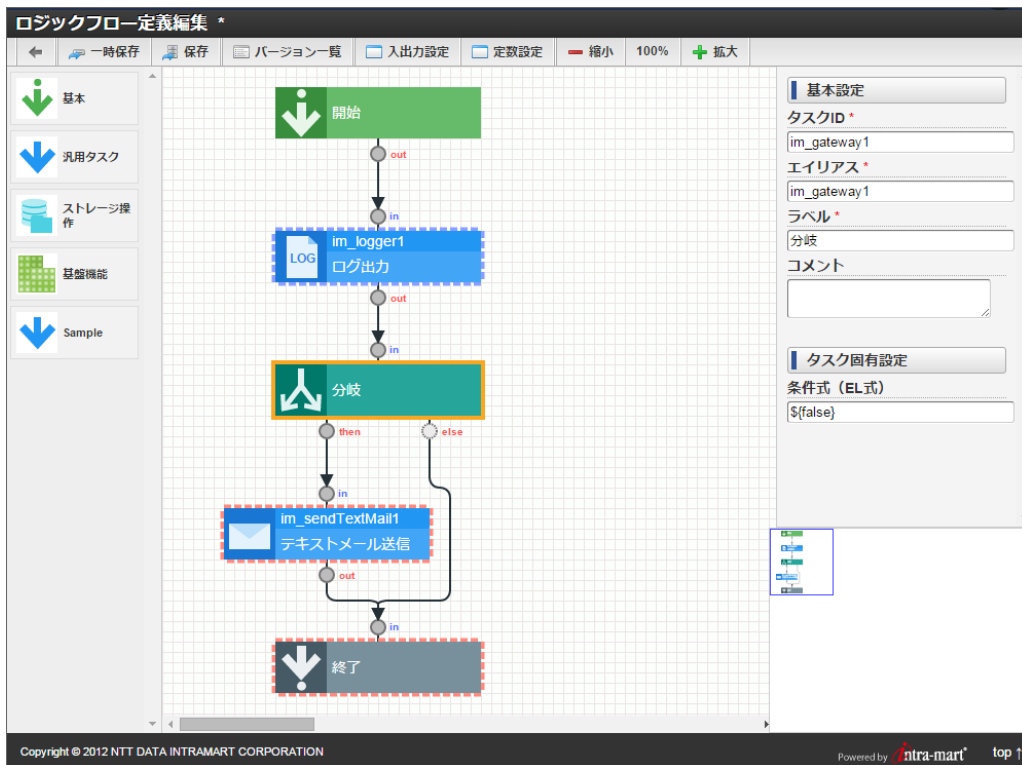 ロジックフロー定義編集 *
一時保存
保存
バージョン一覧
入出力設定
定数設定
縮小
100%
拡大
基本
汎用タスク
ストレージ操
作
基盤機能
Sample
開始
out
in
im_logger1
LOG
ログ出力
out
in
分岐
then
else
in
im_sendTextMail1
テキストメール送信
out
in
終了
基本設定
タスクID *
im_gateway1
エイリアス *
im_gateway1
ラベル *
分岐
コメント
タスク固有設定
条件式（EL式）
${false}
Copyright © 2012 NTT DATA INTRAMART CORPORATION
Powered by intra-mart
top ↑